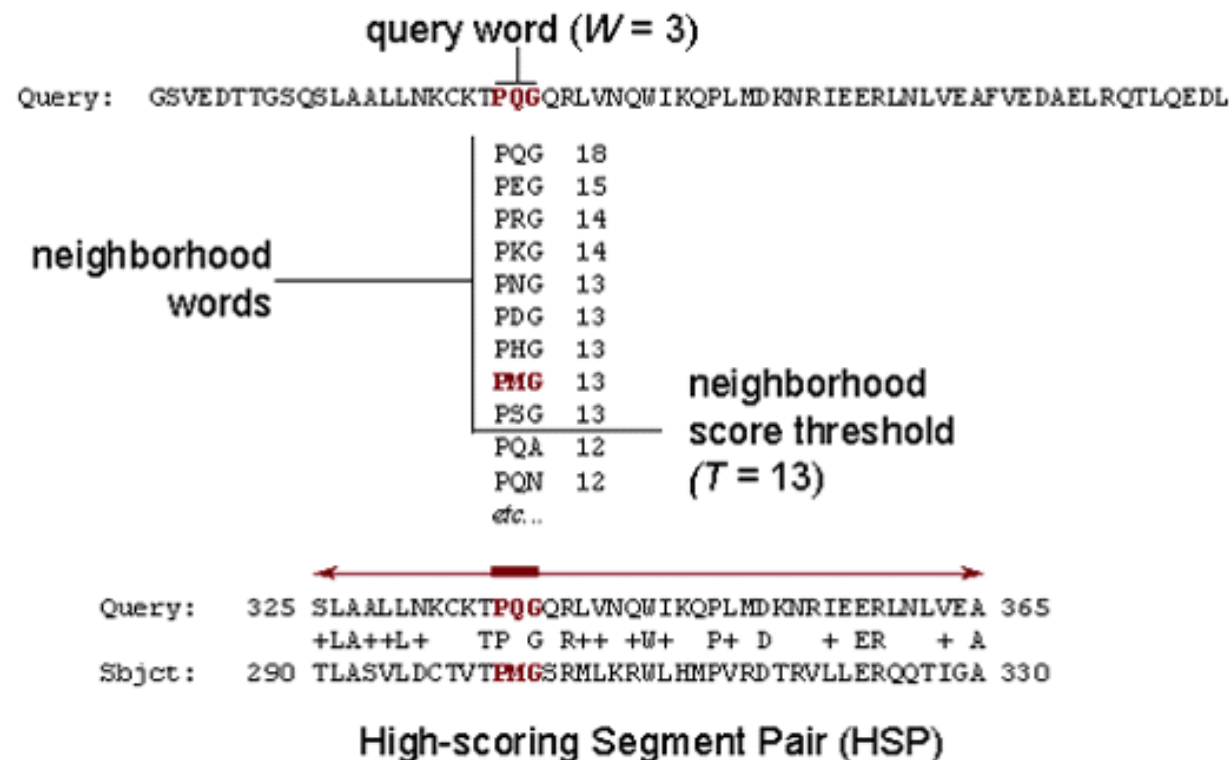 query word (W = 3)
Query: GSVEDTTGSQSLAALLNKCKTPQGQRLVNQWIKQPLMDKNRIEERLNLVEAFVEDAELRQTLQEDL
PQG 18
PEG 15
PRG 14
PKG 14
PNG 13
PDG 13
PHG 13
PMG 13
PSG 13
PQA 12
PQN 12
etc...
neighborhood
words
neighborhood
score threshold
(T = 13)
Query: 325 SLAALLNKCKTPQGQRLVNQWIKQPLMDKNRIEERLNLVEA 365
+LA++L+ TP G R++ +W+ P+ D + ER + A
Sbjct: 290 TLASVLDCTVTPMGSRMLKRWLHMPVRDTRVLLERQQTIGA 330
High-scoring Segment Pair (HSP)